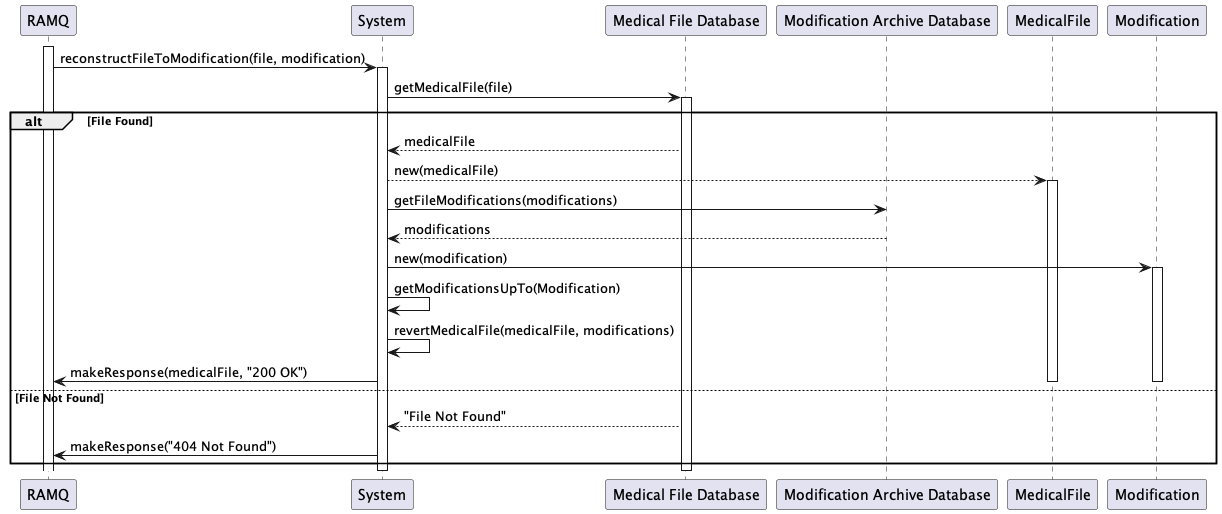 RAMQ System Medical File Database Modification Archive Database MedicalFile Modification
reconstructFileToModification(file, modification)
getMedicalFile(file)
alt [File Found]
medicalFile
new(medicalFile)
getFileModifications(modifications)
modifications
new(modification)
getModificationsUpTo(Modification)
revertMedicalFile(medicalFile, modifications)
makeResponse(medicalFile, "200 OK")
[File Not Found]
"File Not Found"
makeResponse("404 Not Found")
RAMQ System Medical File Database Modification Archive Database MedicalFile Modification